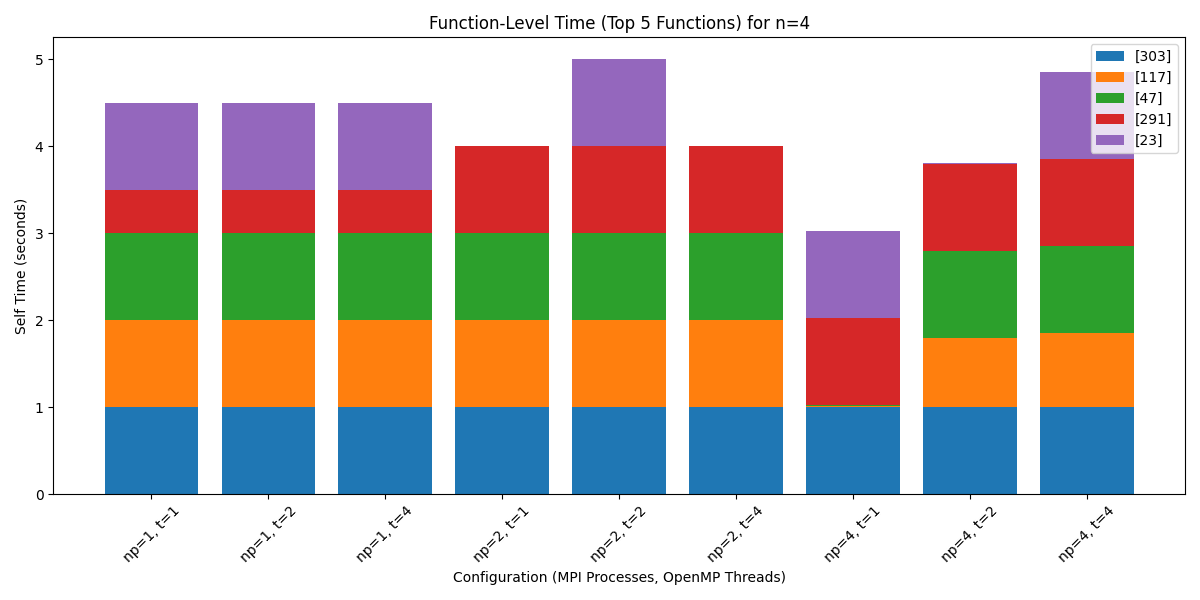 Function-Level Time (Top 5 Functions) for n=4
[303]
[117]
[47]
[291]
[23]
Self Time (seconds)
5
4
3
2
1
0
np=1, t=1
np=1, t=2
np=1, t=4
np=2, t=1
np=2, t=2
np=2, t=4
np=4, t=1
np=4, t=2
np=4, t=4
Configuration (MPI Processes, OpenMP Threads)